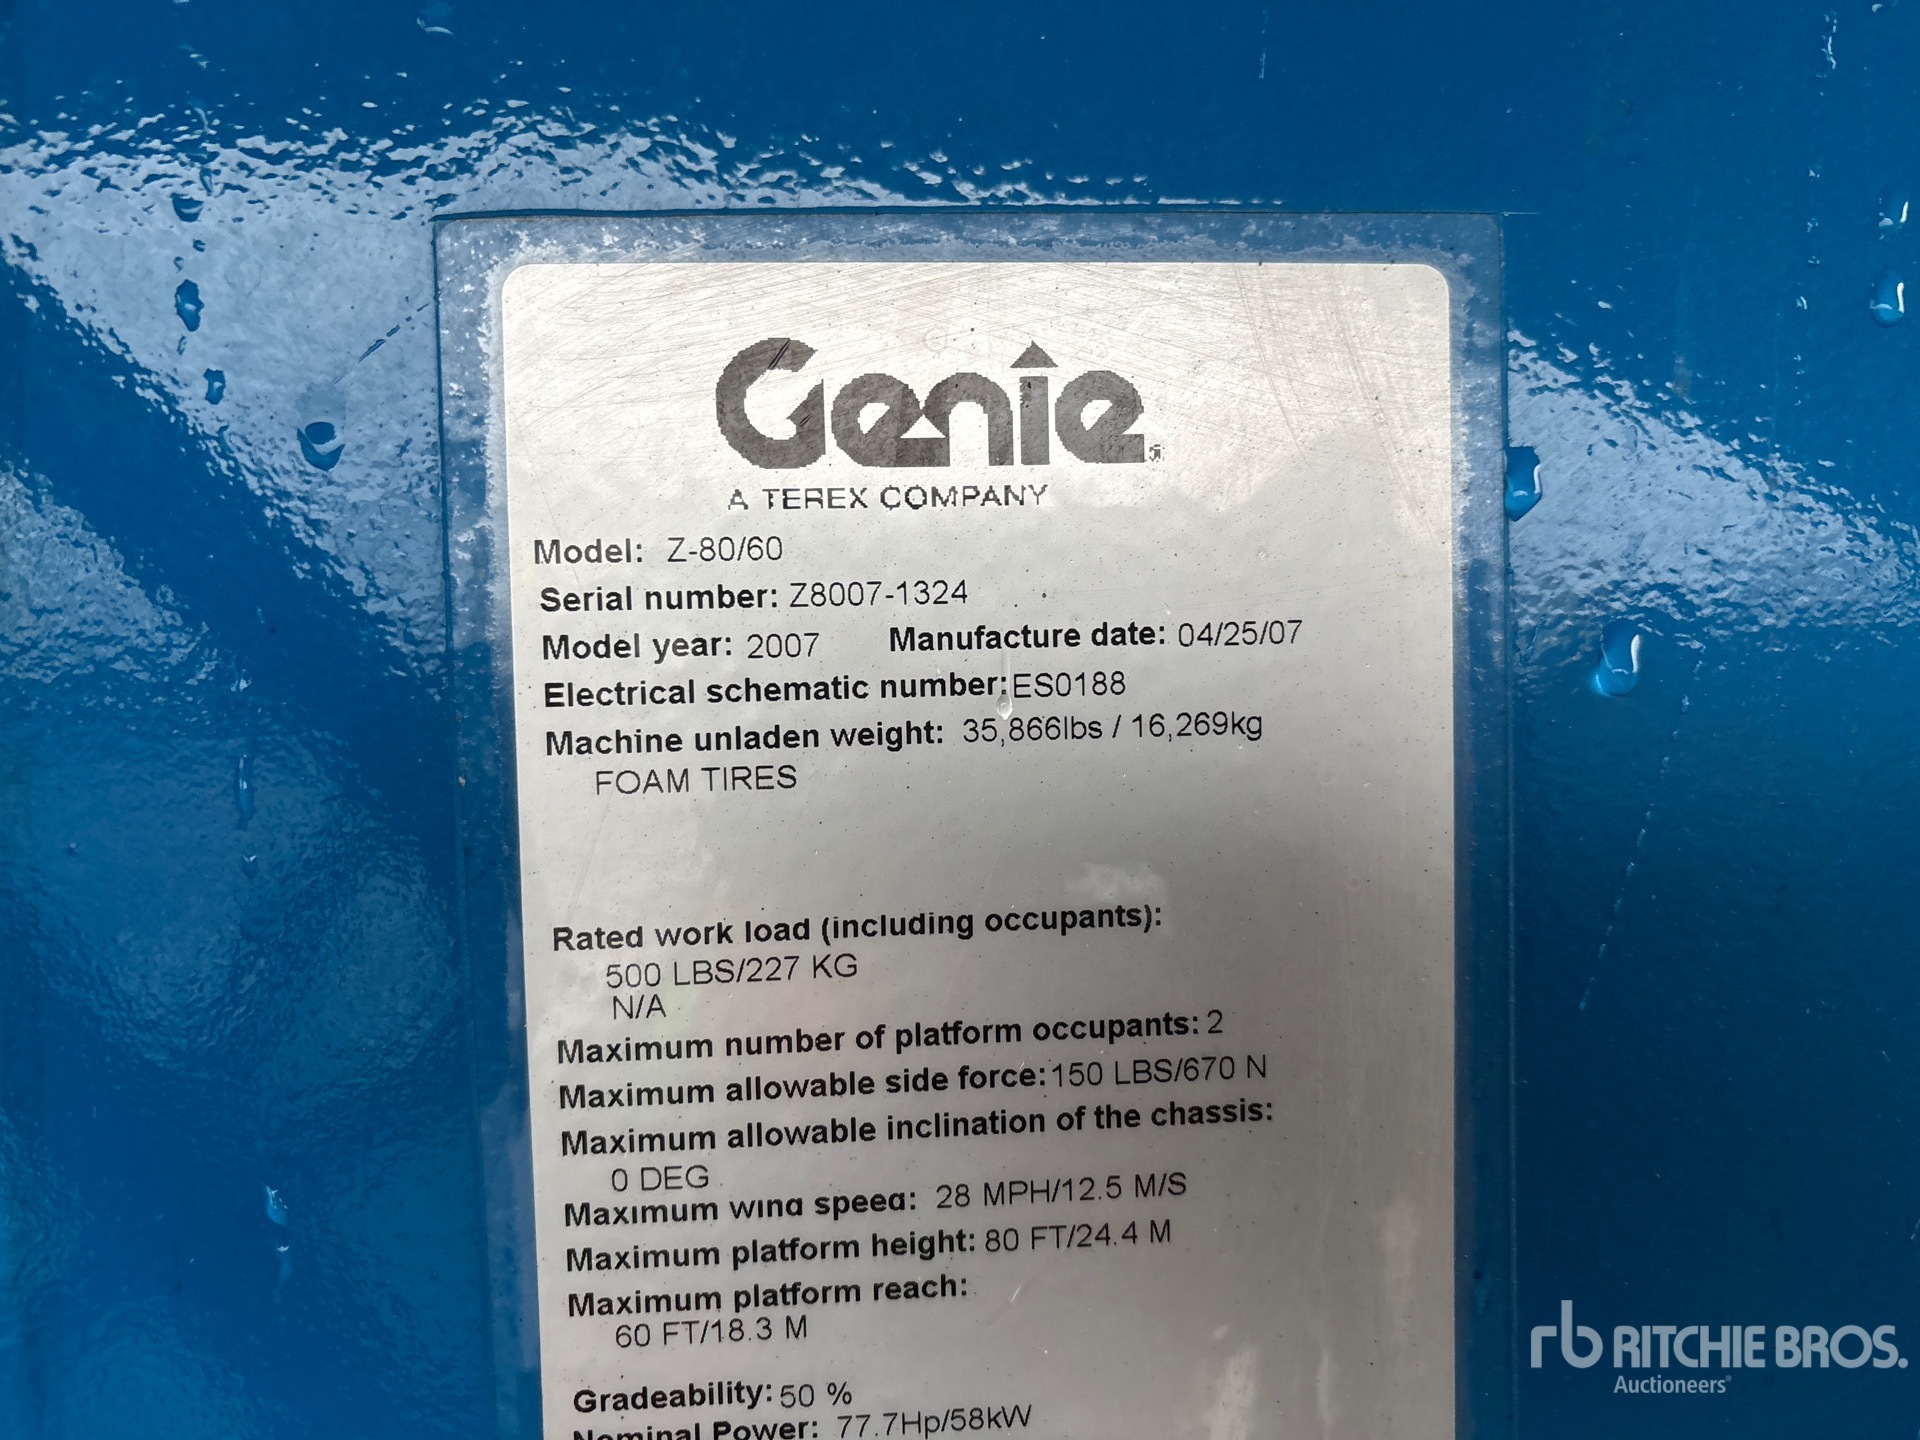 Genie
A TEREX COMPANY
Model: Z-80/60
Serial number: Z8007-1324
Model year: 2007 Manufacture date: 04/25/07
Electrical schematic number: ES0188
Machine unladen weight: 35,866lbs / 16,269kg
FOAM TIRES
Rated work load (including occupants):
500 LBS/227 KG
N/A
Maximum number of platform occupants: 2
Maximum allowable side force: 150 LBS/670 N
Maximum allowable inclination of the chassis:
0 DEG
Maximum wind speed: 28 MPH/12.5 M/S
Maximum platform height: 80 FT/24.4 M
Maximum platform reach:
60 FT/18.3 M
Gradeability: 50 %
Nominal Power: 77.7Hp/58kW
rb RITCHIE BROS.
Auctioneers